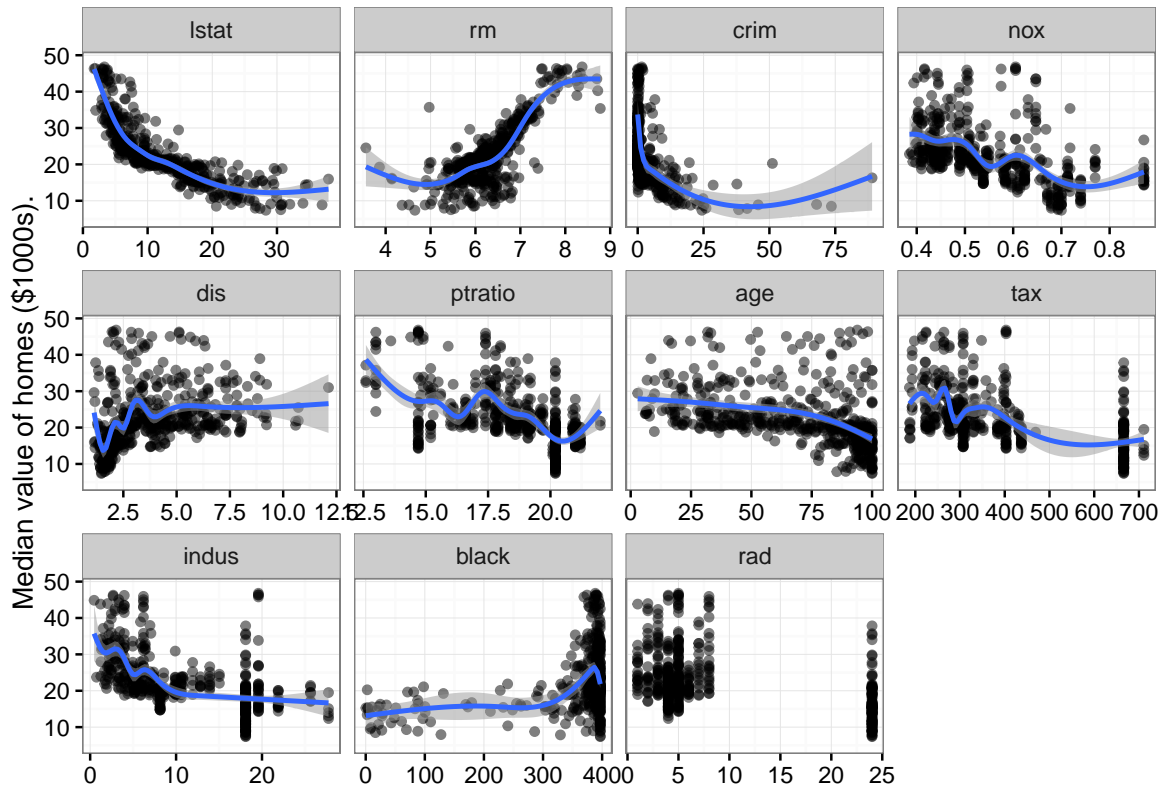 lstat rm crim nox
50
40
30
20
10
0 10 20 30 4 5 6 7 8 9 0 25 50 75 0.4 0.5 0.6 0.7 0.8
dis ptratio age tax
50
40
30
20
10
2.5 5.0 7.5 10.0 12.5 12.5 15.0 17.5 20.0 0 25 50 75 100 200 300 400 500 600 700
indus black rad
50
40
30
20
10
0 10 20 0 100 200 300 400 0 5 10 15 20 25
Median value of homes ($1000s).